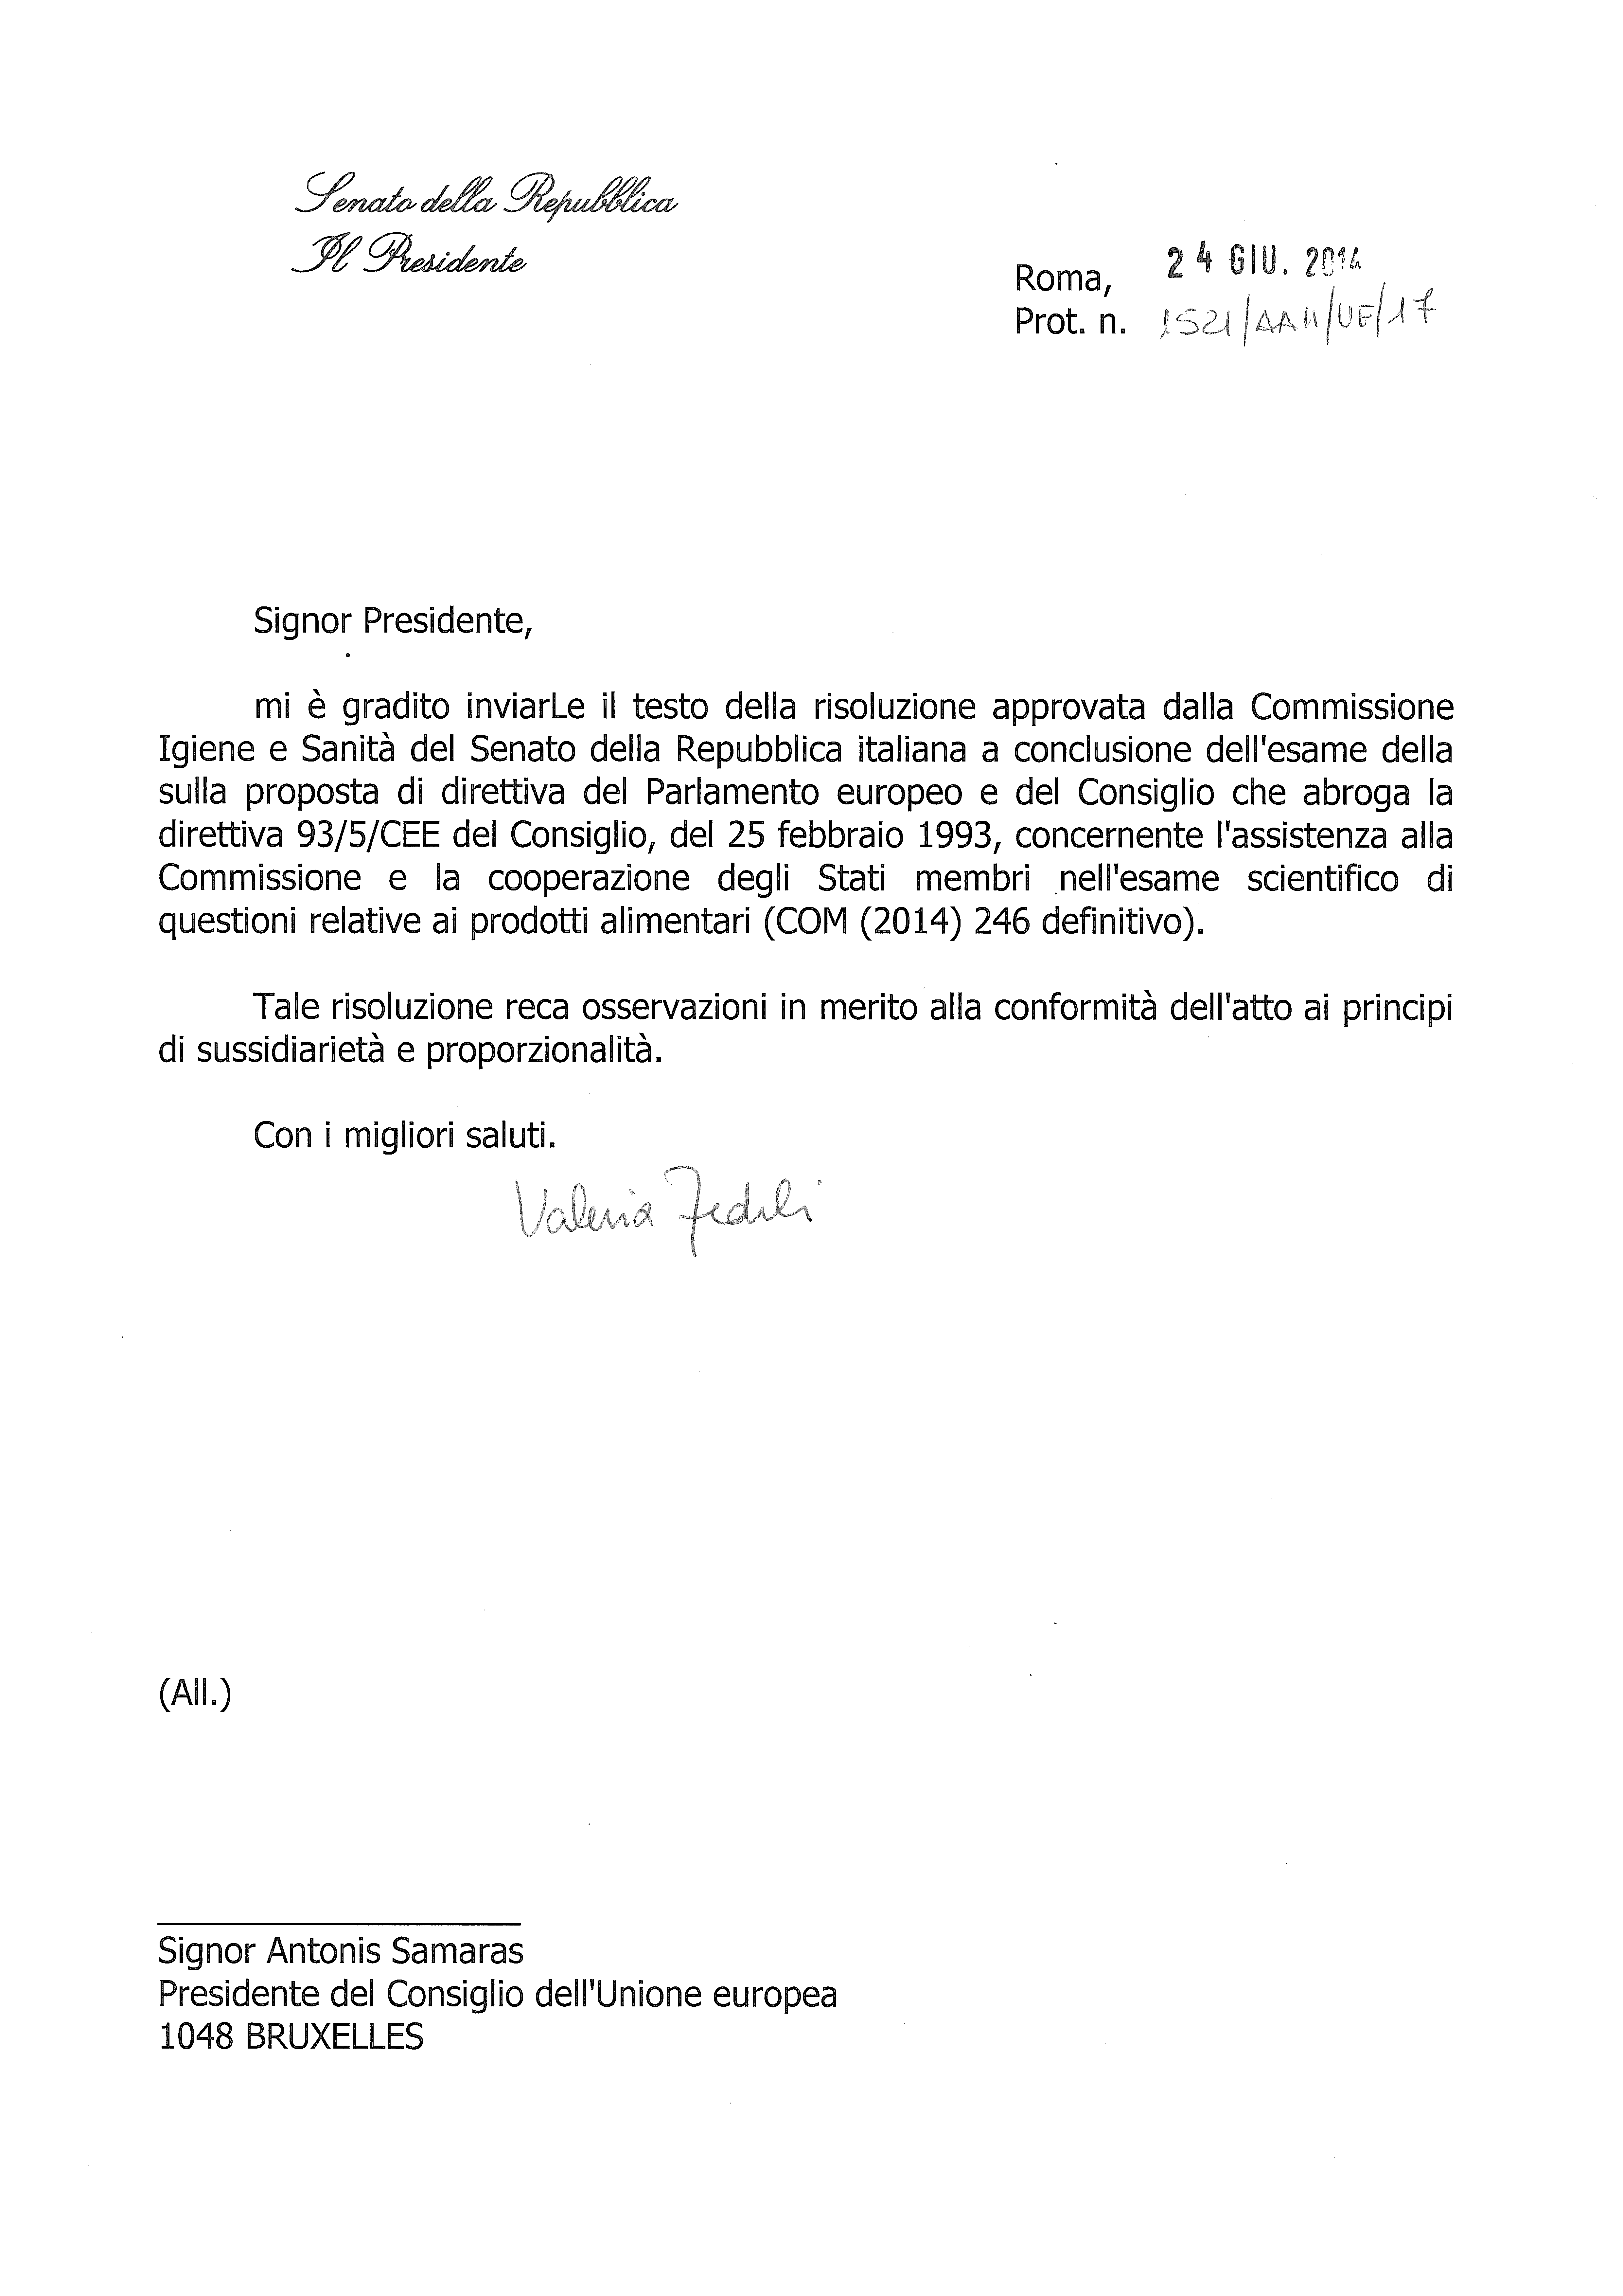 Senato della Repubblica
Il Presidente
Roma, 24 GIU. 2014
Prot. n. 1521/AAII/UE/17
Signor Presidente,
mi è gradito inviarLe il testo della risoluzione approvata dalla Commissione
Igiene e Sanità del Senato della Repubblica italiana a conclusione dell'esame della
sulla proposta di direttiva del Parlamento europeo e del Consiglio che abroga la
direttiva 93/5/CEE del Consiglio, del 25 febbraio 1993, concernente l'assistenza alla
Commissione e la cooperazione degli Stati membri nell'esame scientifico di
questioni relative ai prodotti alimentari (COM (2014) 246 definitivo).
Tale risoluzione reca osservazioni in merito alla conformità dell'atto ai principi
di sussidiarietà e proporzionalità.
Con i migliori saluti.
Valeria Fedeli
(All.)
Signor Antonis Samaras
Presidente del Consiglio dell'Unione europea
1048 BRUXELLES